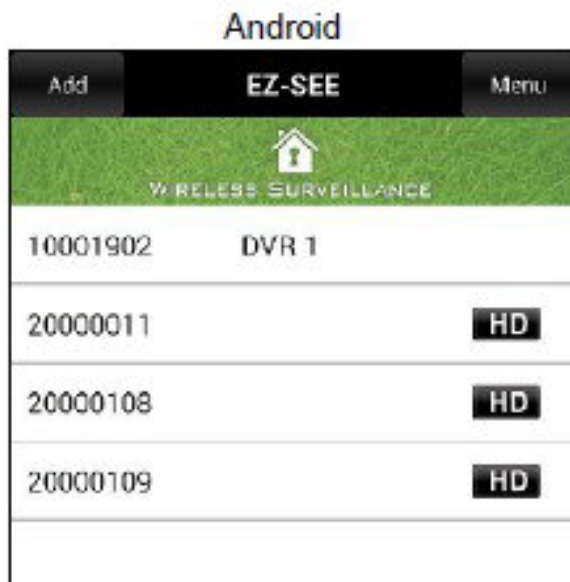 Android
Add EZ-SEE Menu
WIRELESS SURVEILLANCE
10001902 DVR 1
20000011 HD
20000108 HD
20000109 HD